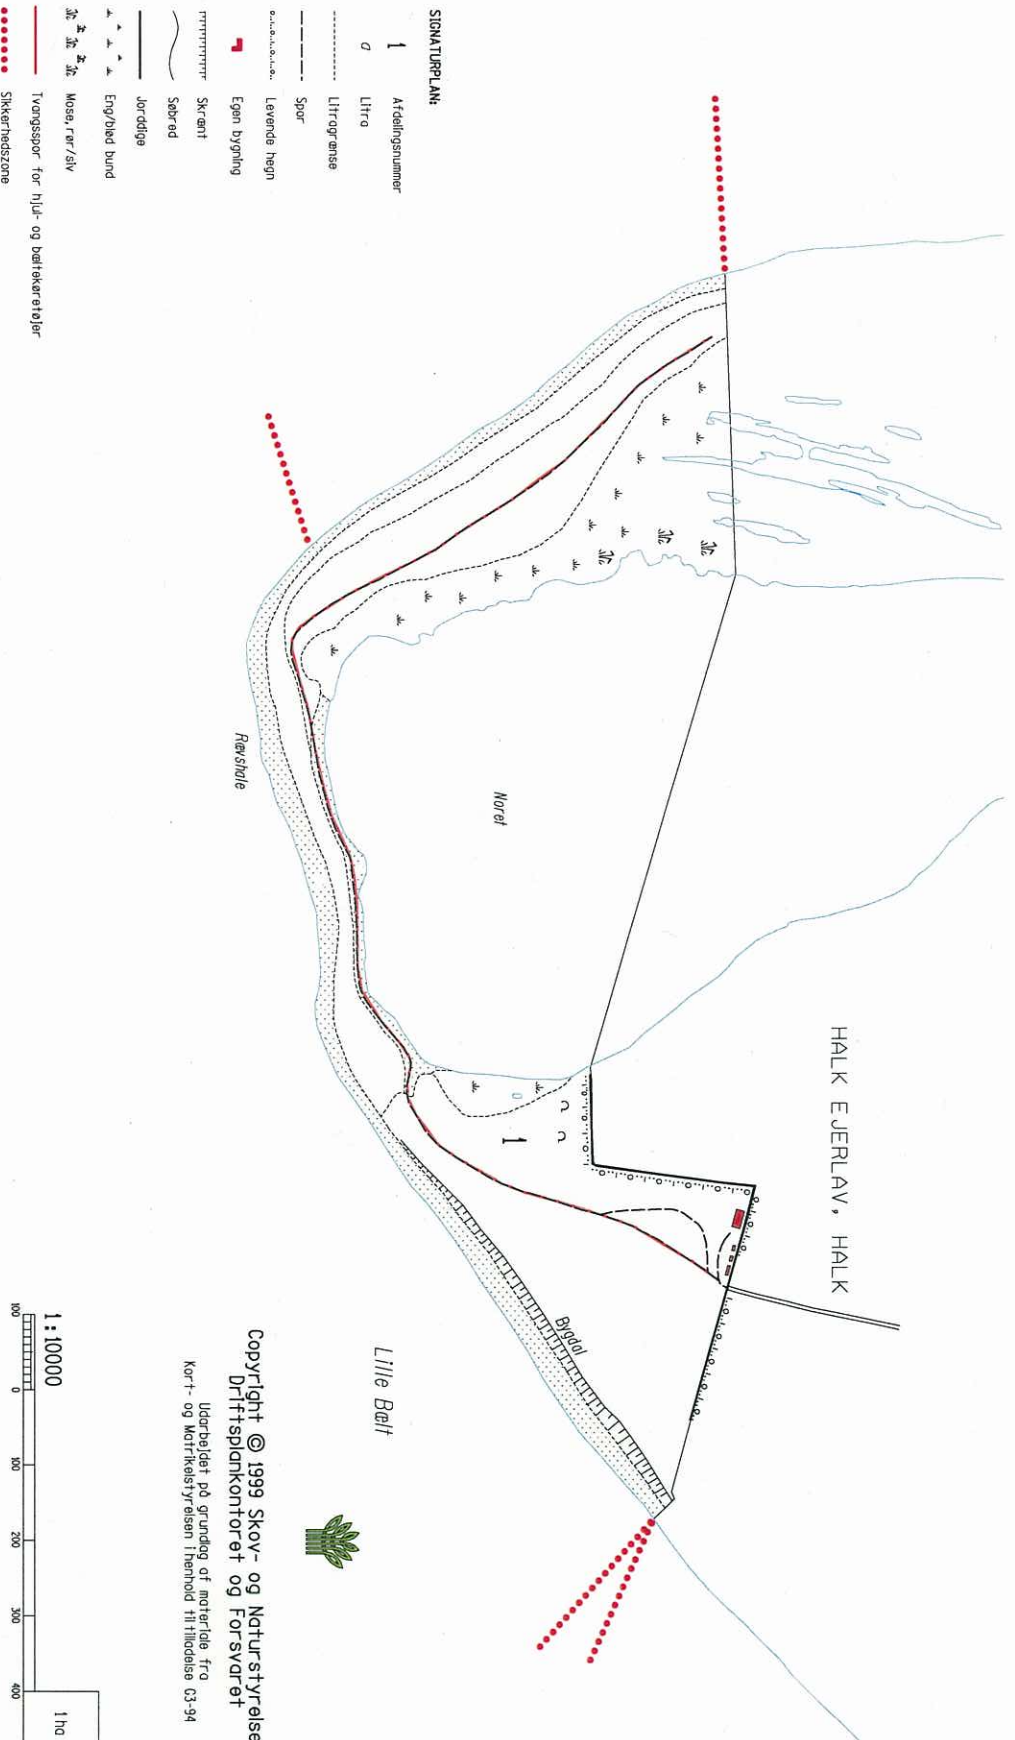 SIGNATURPLAN:
1 Afdelingsnummer
a Litra
Litragrænse
Spor
Levende hegn
Egen bygning
Skrænt
Søbred
Jorddige
Eng/blød bund
Mose,rør/siv
Tvangsspor for hjul- og bæltekøretøjer
Sikkerhedszone
HALK EJERLAV, HALK
Noret
Rævshale
1
Bygdal
Lille Bælt
Copyright © 1999 Skov- og Naturstyrelse
Driftsplankontoret og Forsvaret
Udarbejdet på grundlag af materiale fra
Kort- og Matrikelstyrelsen i henhold til tilladelse G3-94
1:10000
100 0 100 200 300 400
1 ha